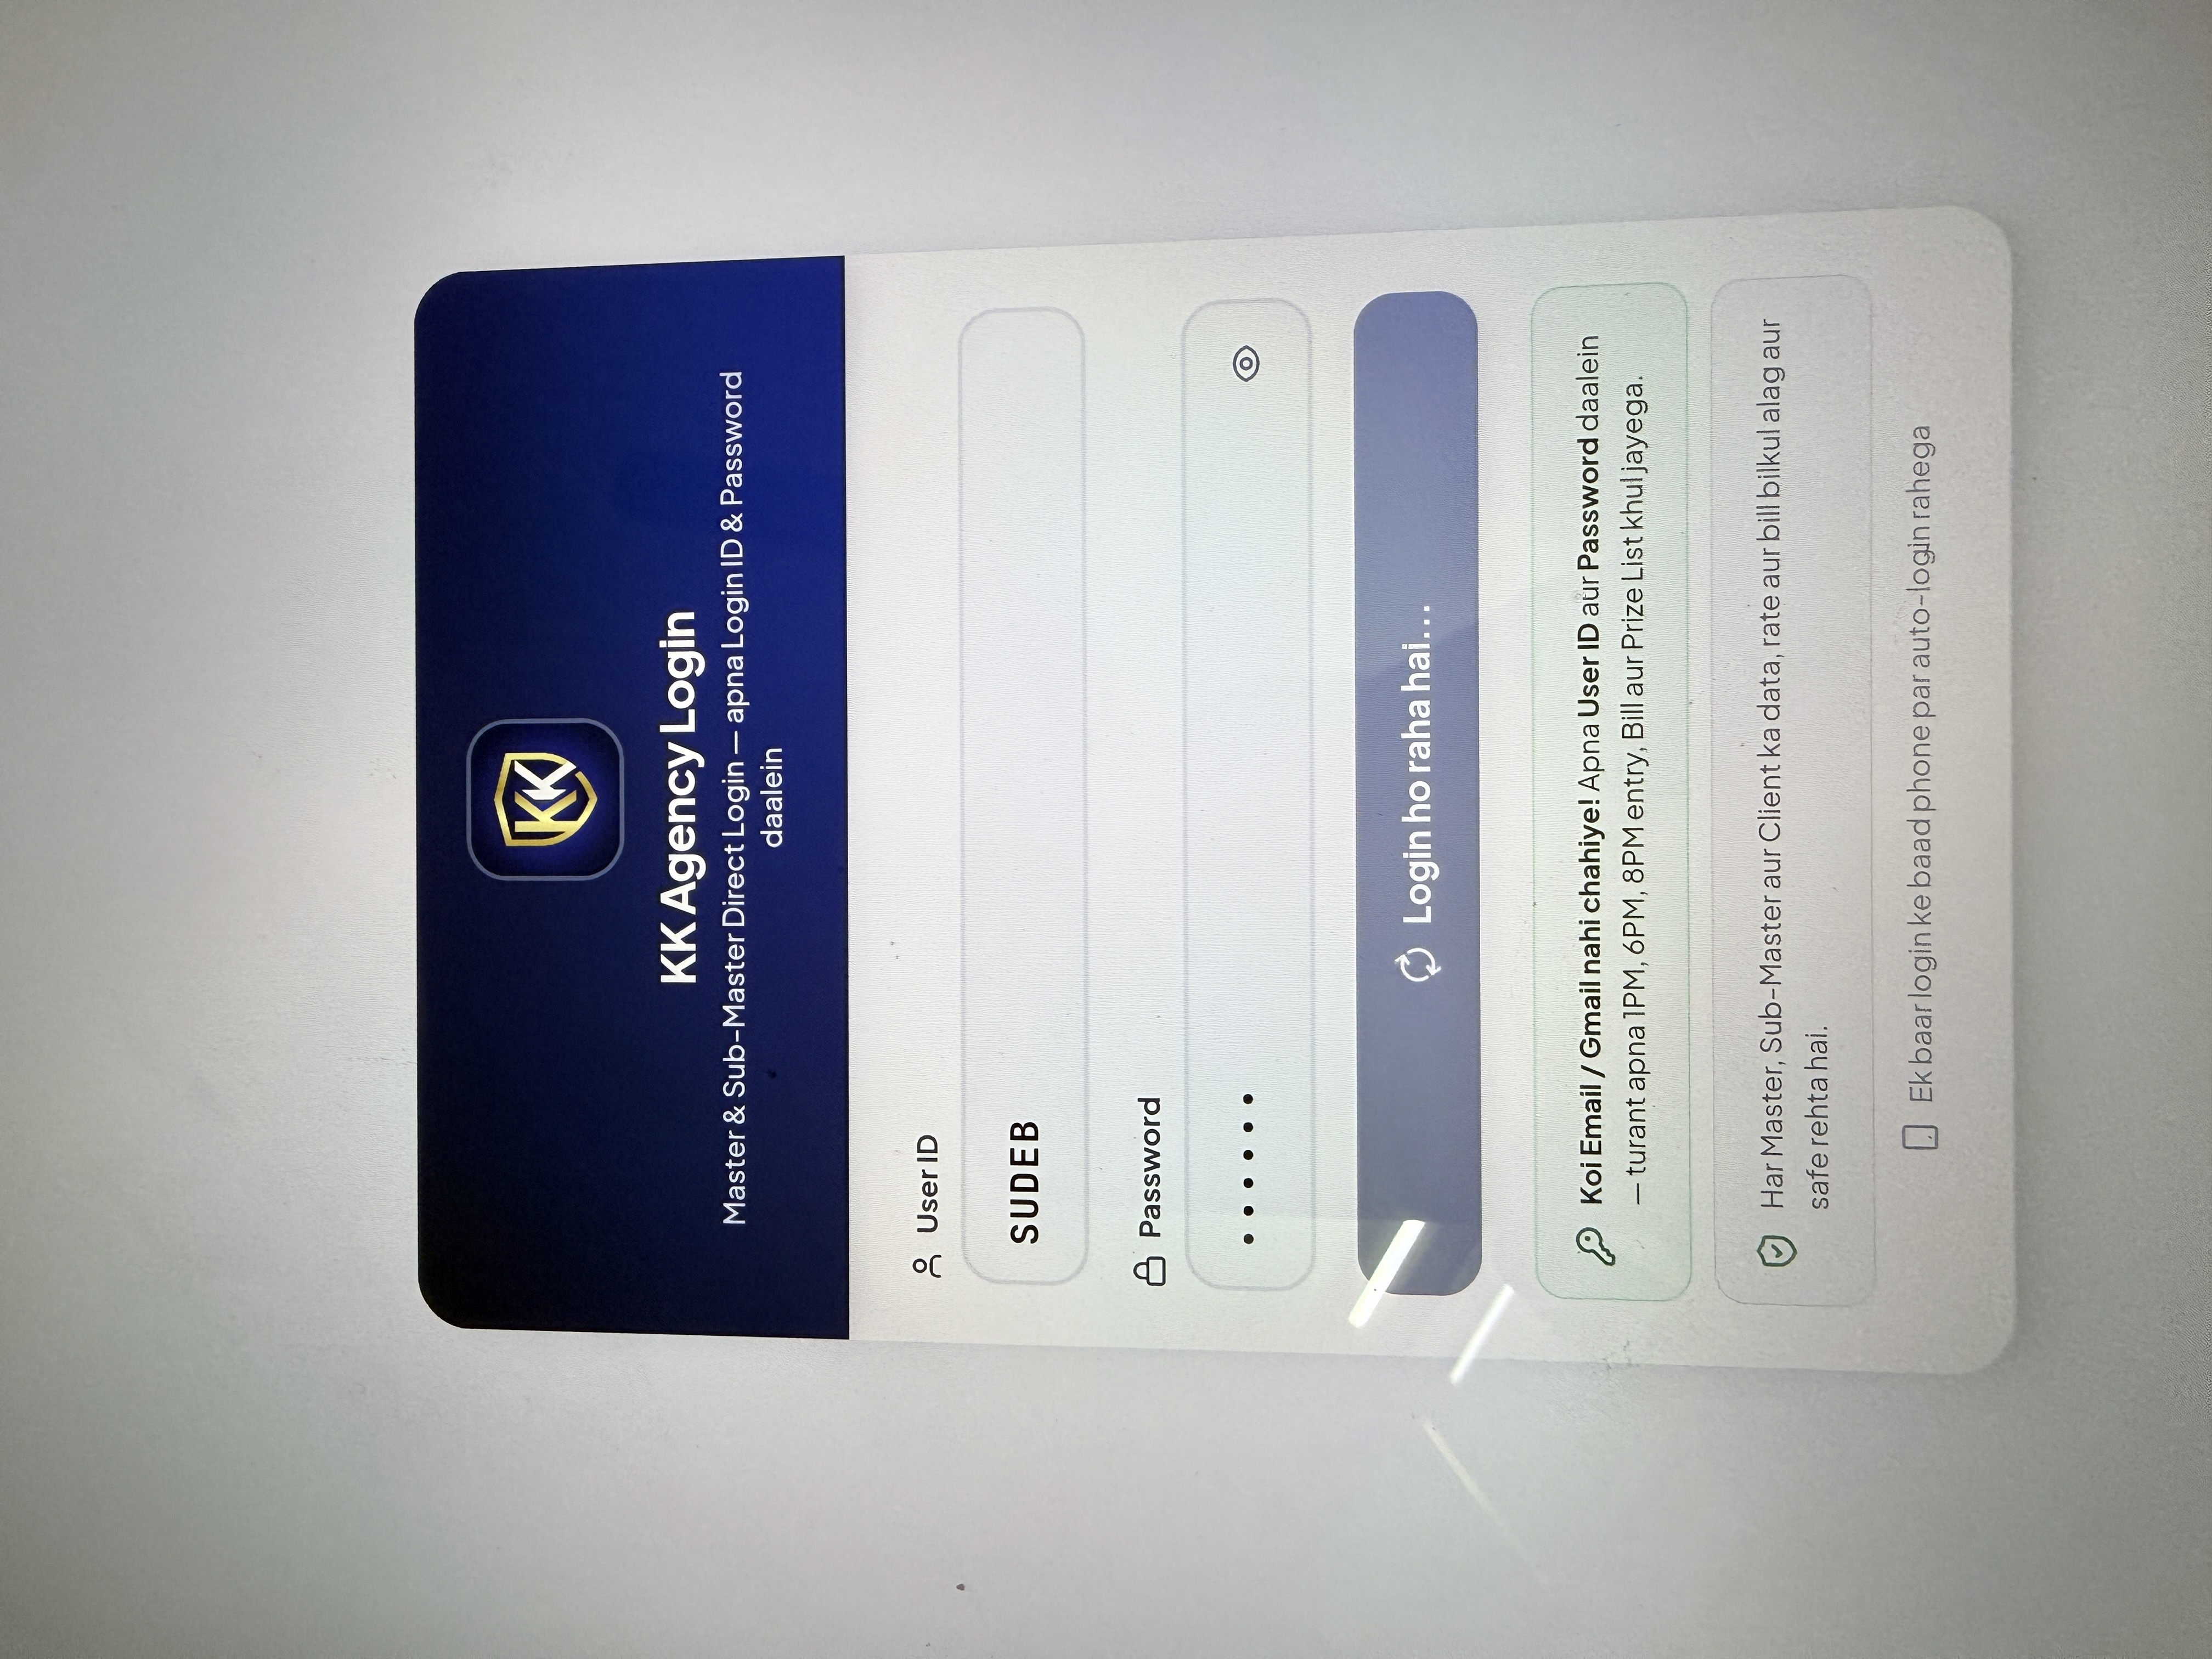 KK
KK Agency Login
Master & Sub-Master Direct Login — apna Login ID & Password
daalein
User ID
SUDEB
Password
••••••
Login ho raha hai...
Koi Email / Gmail nahi chahiye! Apna User ID aur Password daalein
— turant apna 1PM, 6PM, 8PM entry, Bill aur Prize List khul jayega.
Har Master, Sub-Master aur Client ka data, rate aur bill bilkul alag aur
safe rehta hai.
Ek baar login ke baad phone par auto-login rahega